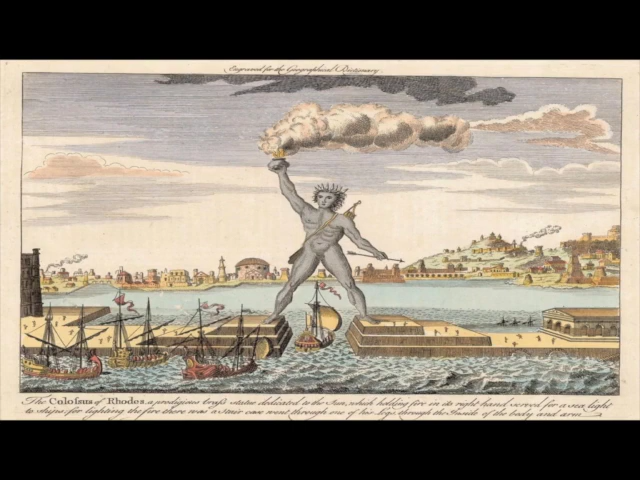 Engraved for the Geographical Dictionary.
The Colossus of Rhodes, a prodigious brass statue dedicated to the Sun, which holding fire in its right hand served for a sea light
to ships: for lighting the fire there was a Stair case went through one of his legs, through the Inside of the body and arm